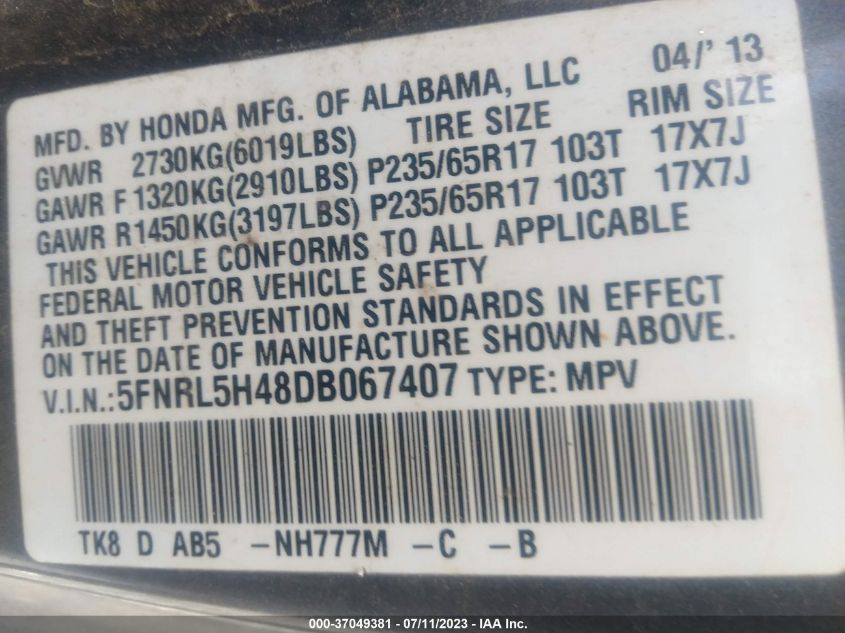 MFD. BY HONDA MFG. OF ALABAMA, LLC 04/' 13
GVWR 2730KG(6019LBS) TIRE SIZE RIM SIZE
GAWR F 1320KG(2910LBS) P235/65R17 103T 17X7J
GAWR R1450KG(3197LBS) P235/65R17 103T 17X7J
THIS VEHICLE CONFORMS TO ALL APPLICABLE
FEDERAL MOTOR VEHICLE SAFETY
AND THEFT PREVENTION STANDARDS IN EFFECT
ON THE DATE OF MANUFACTURE SHOWN ABOVE.
V.I.N.:5FNRL5H48DB067407 TYPE: MPV
TK8 D AB5 -NH777M -C -B
000-37049381 - 07/11/2023 - IAA Inc.